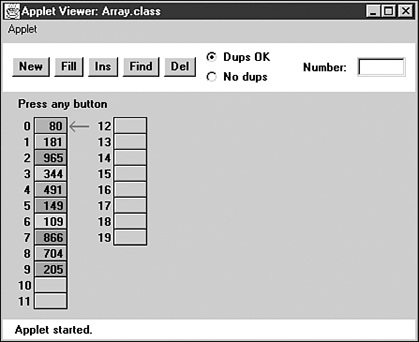 Applet Viewer: Array.class
Applet
New Fill Ins Find Del Dups OK No dups Number:
Press any button
0 80 12
1 181 13
2 965 14
3 344 15
4 491 16
5 149 17
6 109 18
7 866 19
8 704
9 205
10
11
Applet started.